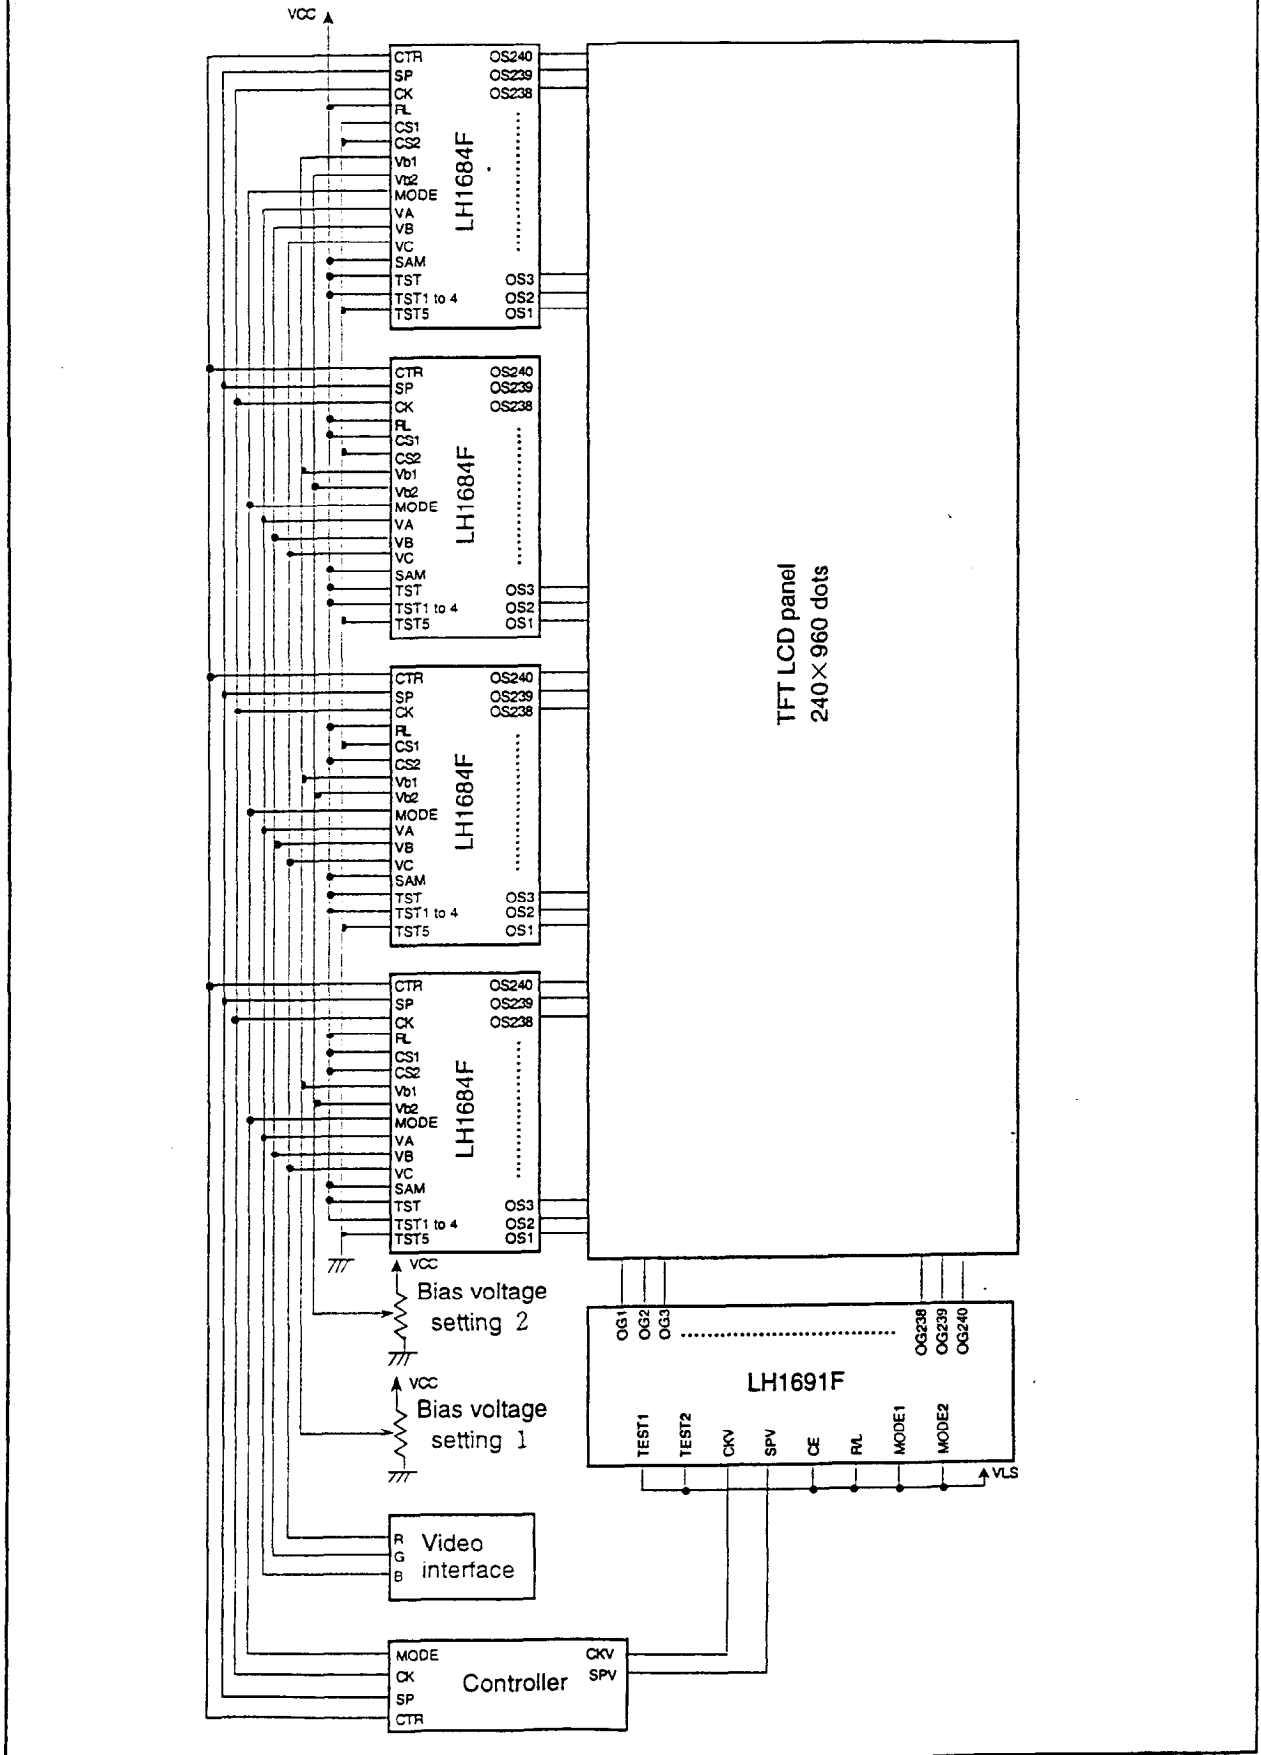 VCC
CTR OS240
SP OS239
CK OS238
RL
CS1
CS2
Vb1
Vb2
MODE
VA
VB
VC
SAM
TST OS3
TST1 to 4 OS2
TST5 OS1
LH1684F
CTR OS240
SP OS239
CK OS238
RL
CS1
CS2
Vb1
Vb2
MODE
VA
VB
VC
SAM
TST OS3
TST1 to 4 OS2
TST5 OS1
LH1684F
CTR OS240
SP OS239
CK OS238
RL
CS1
CS2
Vb1
Vb2
MODE
VA
VB
VC
SAM
TST OS3
TST1 to 4 OS2
TST5 OS1
LH1684F
CTR OS240
SP OS239
CK OS238
RL
CS1
CS2
Vb1
Vb2
MODE
VA
VB
VC
SAM
TST OS3
TST1 to 4 OS2
TST5 OS1
LH1684F
TFT LCD panel
240×960 dots
VCC
Bias voltage
setting 2
VCC
Bias voltage
setting 1
OG1
OG2
OG3
OG238
OG239
OG240
LH1691F
TEST1
TEST2
CKV
SPV
CE
R/L
MODE1
MODE2
VLS
R
G
B
Video
interface
MODE CKV
CK SPV
SP
CTR
Controller